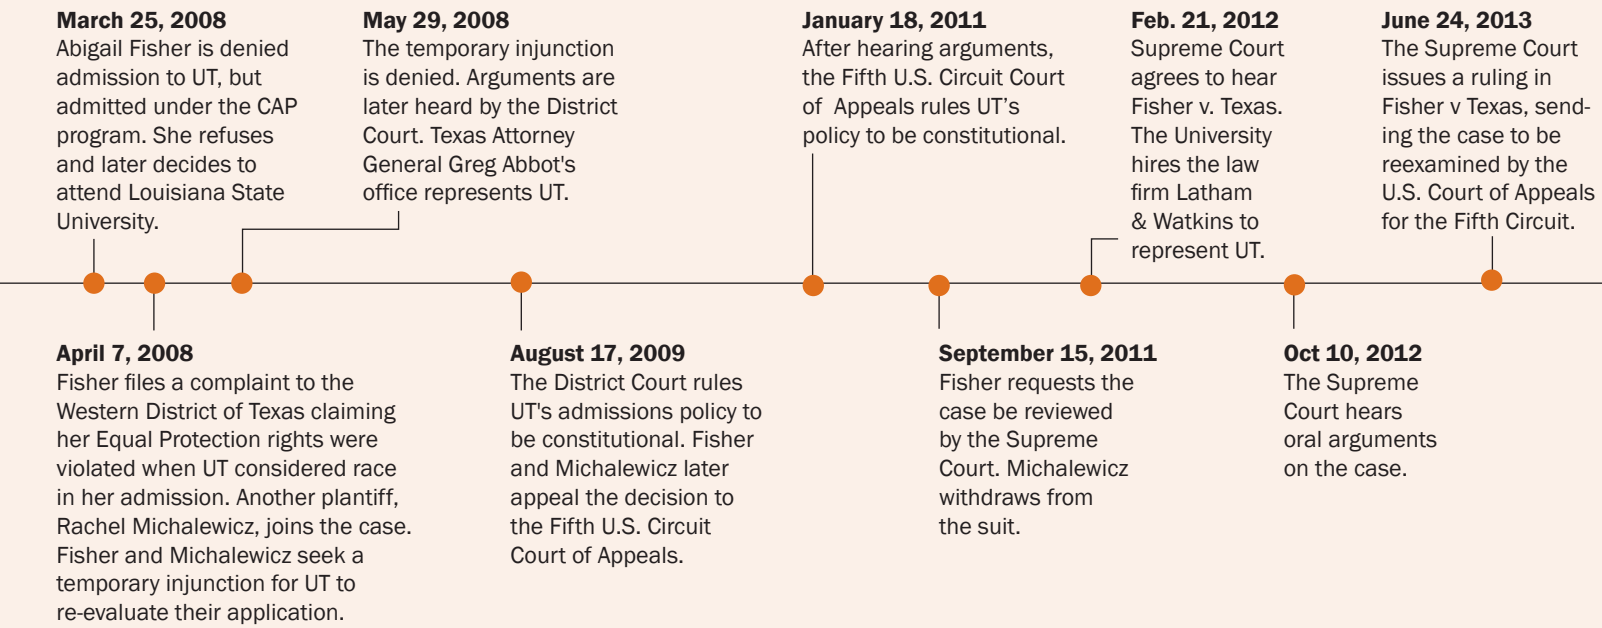 March 25, 2008
Abigail Fisher is denied
admission to UT, but
admitted under the CAP
program. She refuses
and later decides to
attend Louisiana State
University.
May 29, 2008
The temporary injunction
is denied. Arguments are
later heard by the District
Court. Texas Attorney
General Greg Abbot's
office represents UT.
January 18, 2011
After hearing arguments,
the Fifth U.S. Circuit Court
of  Appeals rules UT’s
policy to be constitutional.
Feb. 21, 2012
Supreme Court
agrees to hear
Fisher v. Texas.
The University
hires the law
firm Latham
& Watkins to
represent UT.
June 24, 2013
The Supreme Court
issues a ruling in
Fisher v Texas, send-
ing the case to be
reexamined by the
U.S. Court of Appeals
for the Fifth Circuit.
April 7, 2008
Fisher files a complaint to the
Western District of Texas claiming
her Equal Protection rights were
violated when UT considered race
in her admission. Another plantiff,
Rachel Michalewicz, joins the case.
Fisher and Michalewicz seek a
temporary injunction for UT to
re-evaluate their application.
August 17, 2009
The District Court rules
UT's admissions policy to
be constitutional. Fisher
and Michalewicz later
appeal the decision to
the Fifth U.S. Circuit
Court of Appeals.
September 15, 2011
Fisher requests the
case be reviewed
by the Supreme
Court. Michalewicz
withdraws from
the suit.
Oct 10, 2012
The Supreme
Court hears
oral arguments
on the case.